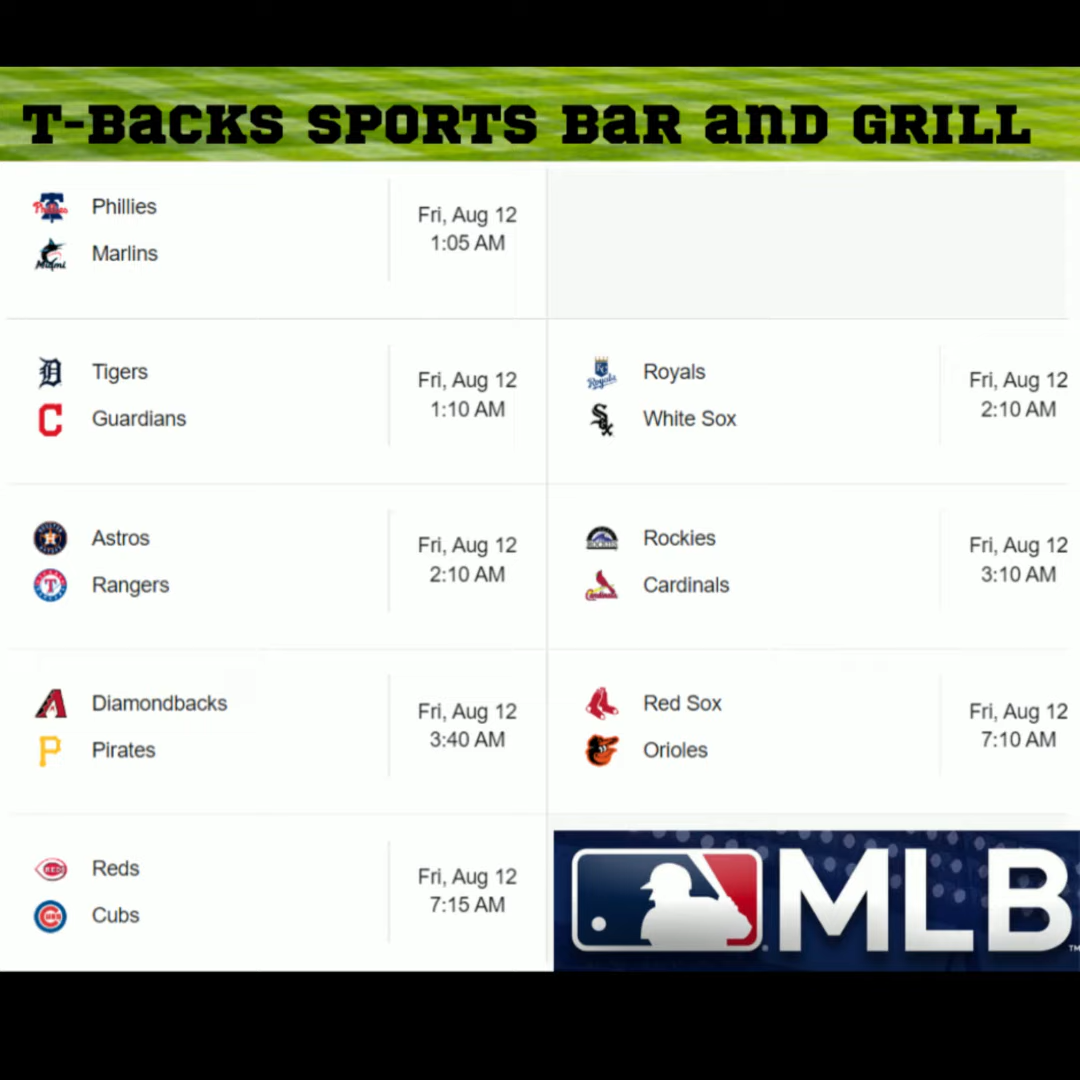 T-BACKS SPORTS BAR AND GRILL
Phillies
Marlins
Fri, Aug 12
1:05 AM
Tigers
Guardians
Fri, Aug 12
1:10 AM
Royals
White Sox
Fri, Aug 12
2:10 AM
Astros
Rangers
Fri, Aug 12
2:10 AM
Rockies
Cardinals
Fri, Aug 12
3:10 AM
Diamondbacks
Pirates
Fri, Aug 12
3:40 AM
Red Sox
Orioles
Fri, Aug 12
7:10 AM
Reds
Cubs
Fri, Aug 12
7:15 AM
MLB